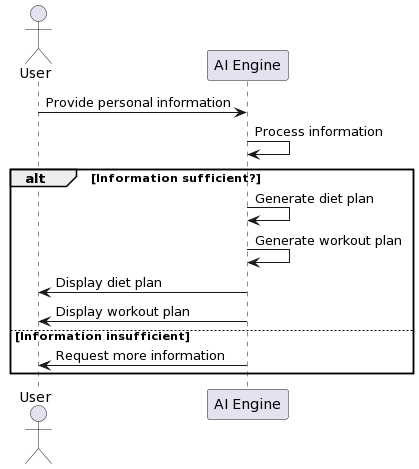 User
AI Engine
Provide personal information
Process information
alt [Information sufficient?]
Generate diet plan
Generate workout plan
Display diet plan
Display workout plan
[Information insufficient]
Request more information
User
AI Engine